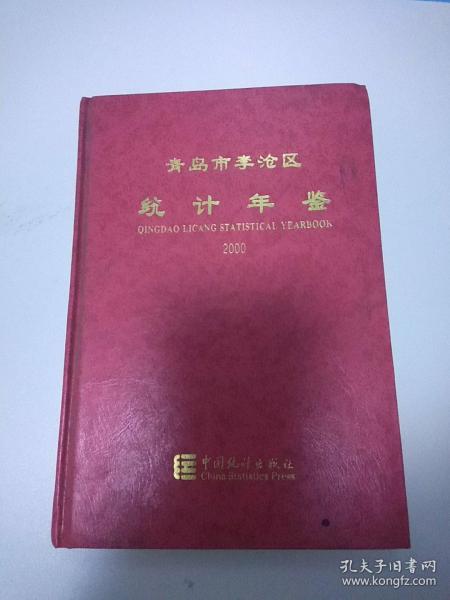 青岛市李沧区
统计年鉴
QINGDAO LICANG STATISTICAL YEARBOOK
2000
中国统计出版社
China Statistics Press
孔夫子旧书网
www.kongfz.com